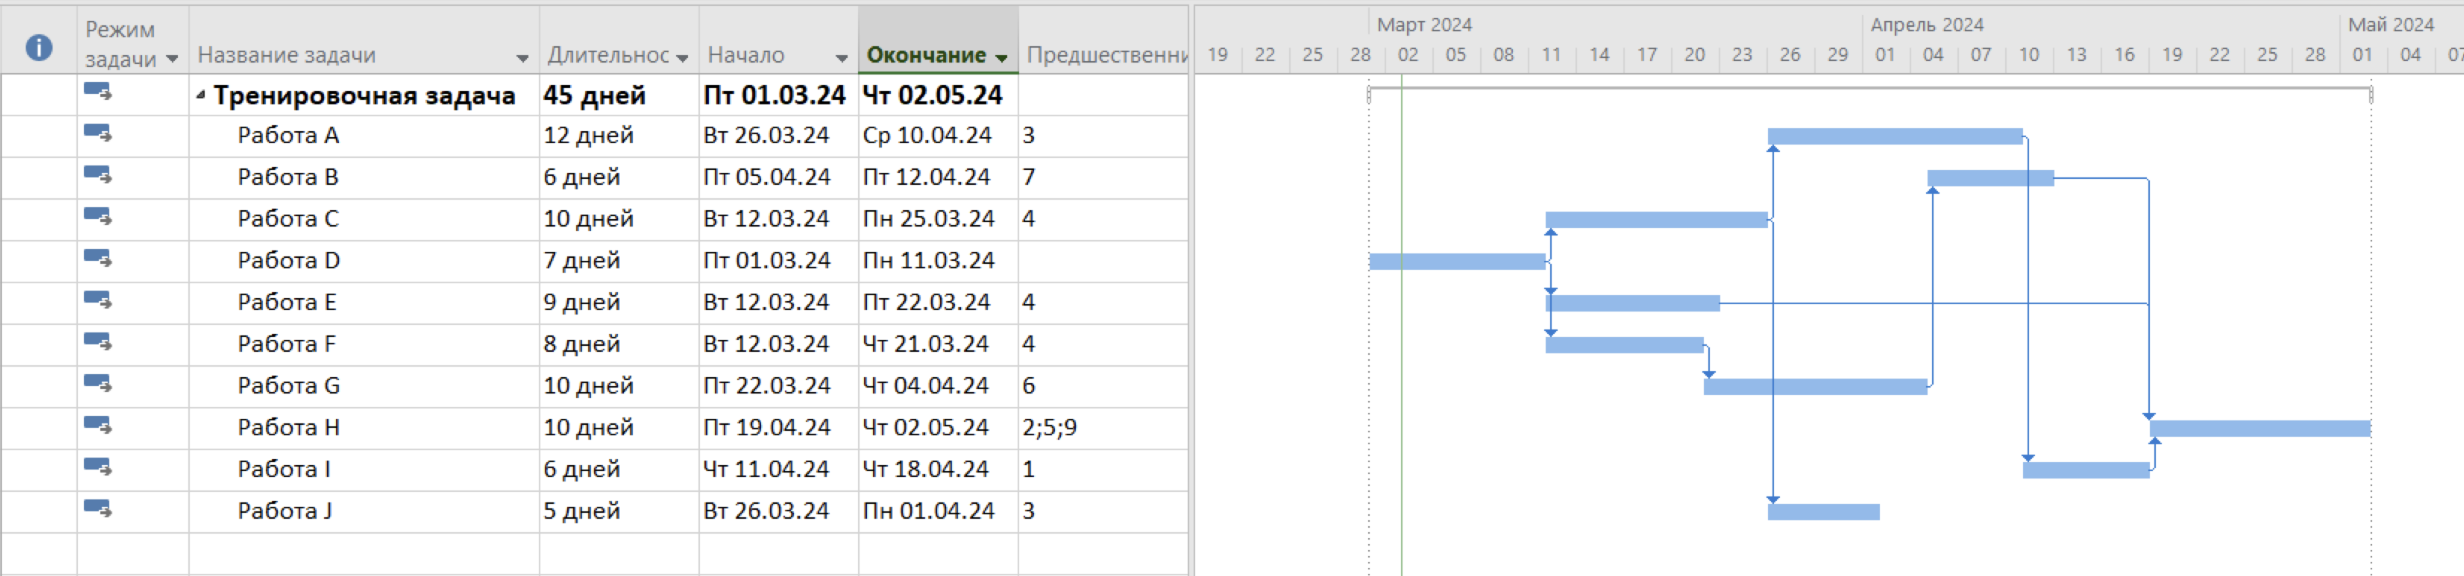 Режим задачи Название задачи Длительнос Начало Окончание Предшественни
Март 2024 Апрель 2024 Май 2024
19 22 25 28 02 05 08 11 14 17 20 23 26 29 01 04 07 10 13 16 19 22 25 28 01 04 07
Тренировочная задача 45 дней Пт 01.03.24 Чт 02.05.24
Работа A 12 дней Вт 26.03.24 Ср 10.04.24 3
Работа B 6 дней Пт 05.04.24 Пт 12.04.24 7
Работа C 10 дней Вт 12.03.24 Пн 25.03.24 4
Работа D 7 дней Пт 01.03.24 Пн 11.03.24
Работа E 9 дней Вт 12.03.24 Пт 22.03.24 4
Работа F 8 дней Вт 12.03.24 Чт 21.03.24 4
Работа G 10 дней Пт 22.03.24 Чт 04.04.24 6
Работа H 10 дней Пт 19.04.24 Чт 02.05.24 2;5;9
Работа I 6 дней Чт 11.04.24 Чт 18.04.24 1
Работа J 5 дней Вт 26.03.24 Пн 01.04.24 3